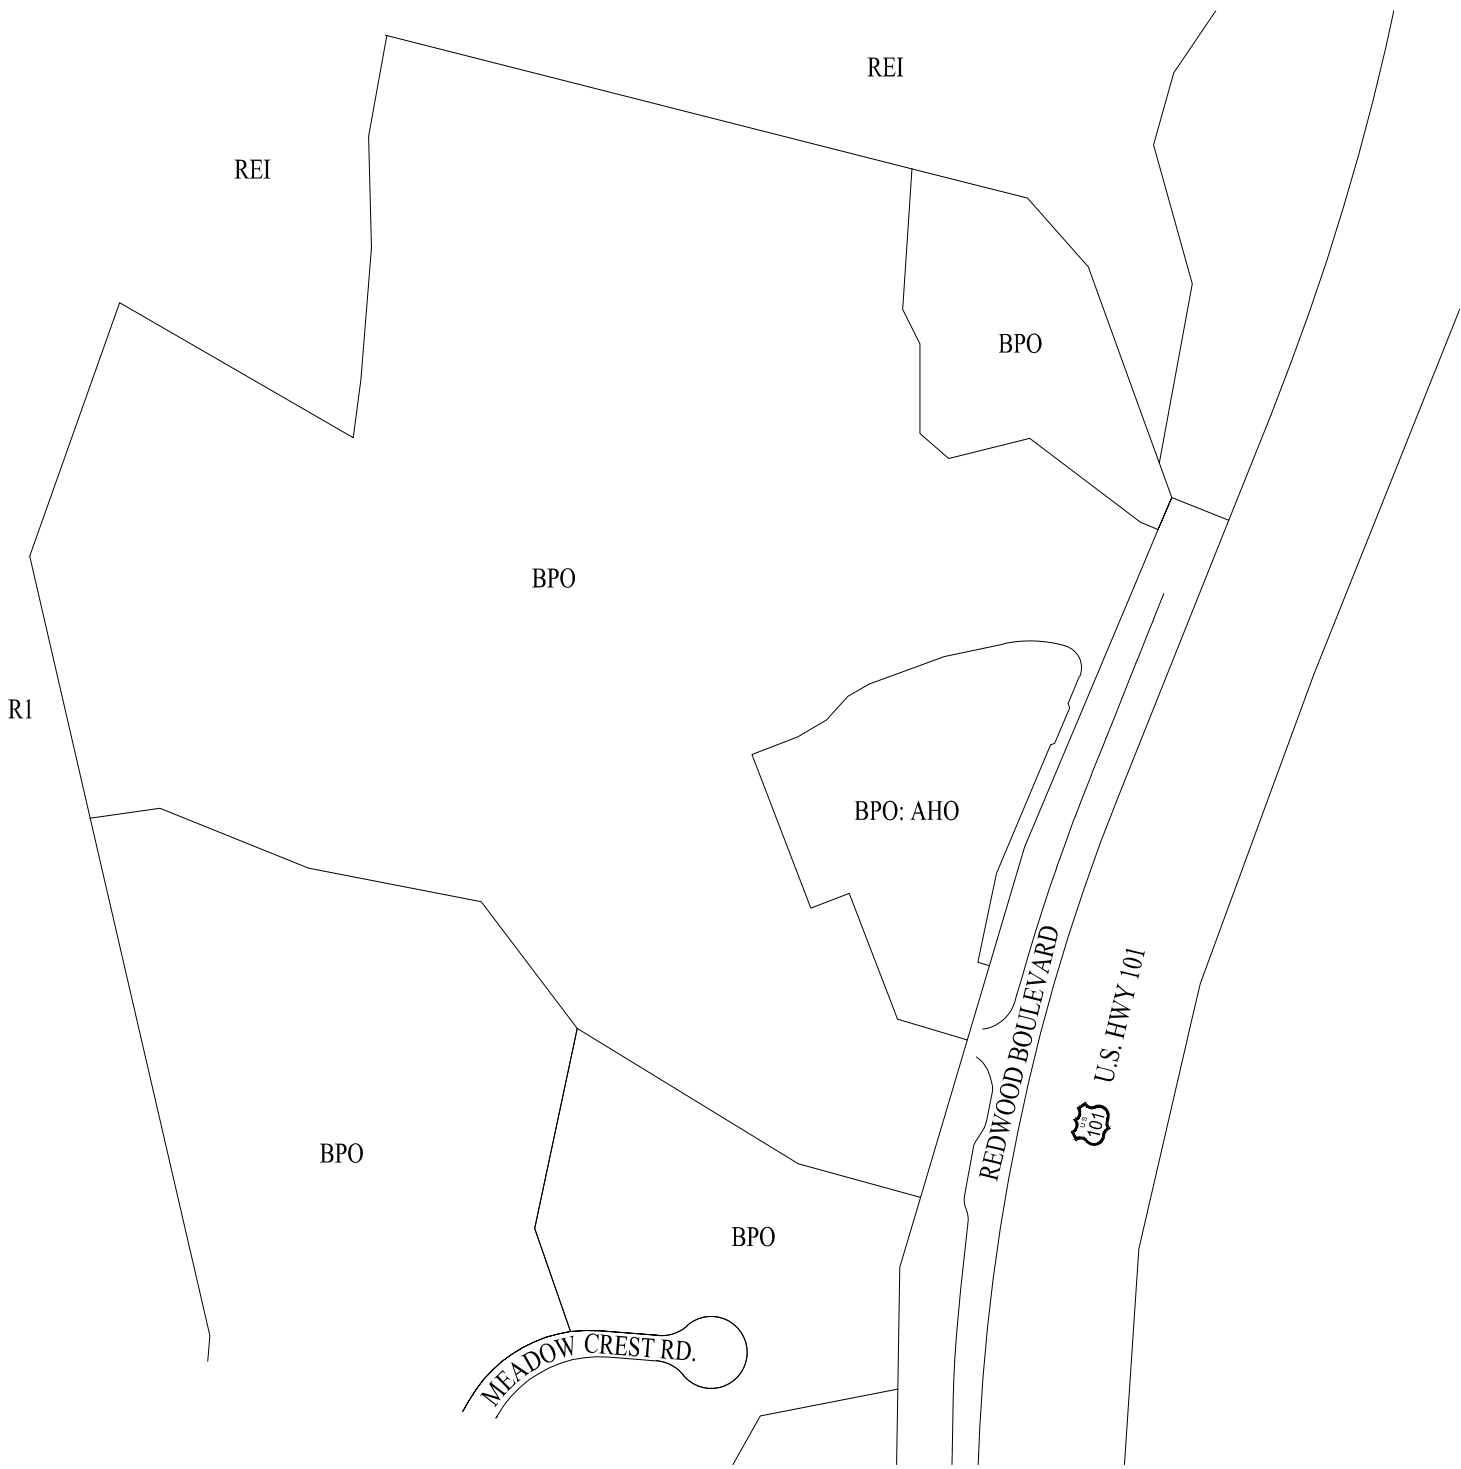 REI
REI
BPO
BPO
R1
BPO: AHO
REDWOOD BOULEVARD
U.S. HWY 101
US
101
BPO
BPO
MEADOW CREST RD.